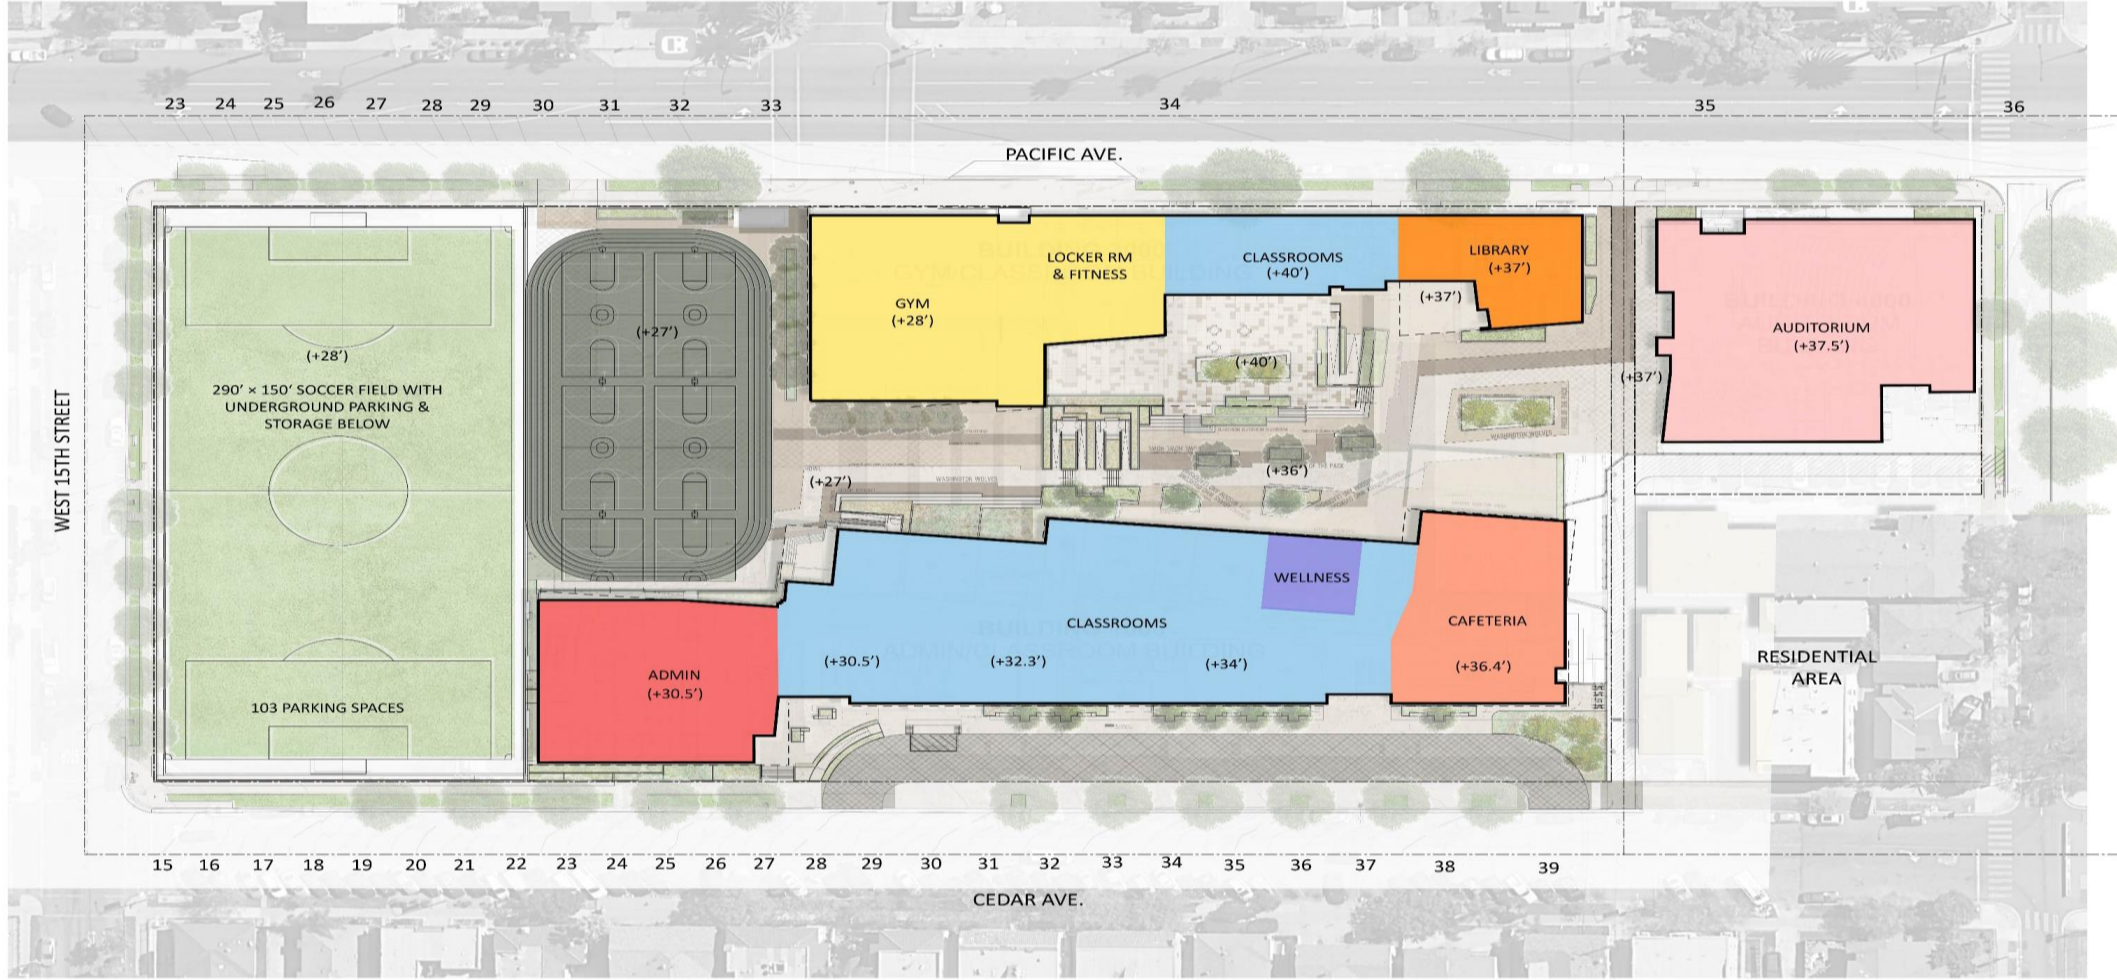 23 24 25 26 27 28 29 30 31 32 33 34 35 36
PACIFIC AVE.
WEST 15TH STREET
(+28')
290' × 150' SOCCER FIELD WITH
UNDERGROUND PARKING &
STORAGE BELOW
103 PARKING SPACES
(+27')
GYM
(+28')
LOCKER RM
& FITNESS
CLASSROOMS
(+40')
LIBRARY
(+37')
(+37')
(+40')
AUDITORIUM
(+37.5')
(+37')
(+36')
(+27')
WASHINGTON WOLVES
WASHINGTON WOLVES
WELLNESS
CLASSROOMS
(+30.5')
(+32.3')
(+34')
CAFETERIA
(+36.4')
ADMIN
(+30.5')
RESIDENTIAL
AREA
15 16 17 18 19 20 21 22 23 24 25 26 27 28 29 30 31 32 33 34 35 36 37 38 39
CEDAR AVE.